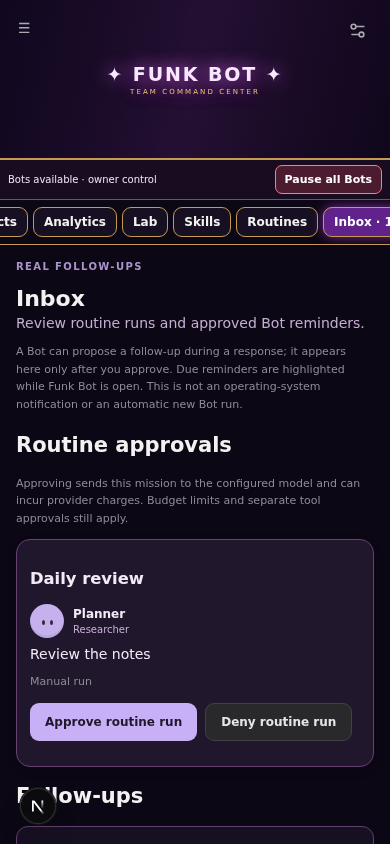 ✦ FUNK BOT ✦
TEAM COMMAND CENTER
Bots available · owner control
Pause all Bots
Analytics
Lab
Skills
Routines
Inbox
REAL FOLLOW-UPS
Inbox
Review routine runs and approved Bot reminders.
A Bot can propose a follow-up during a response; it appears
here only after you approve. Due reminders are highlighted
while Funk Bot is open. This is not an operating-system
notification or an automatic new Bot run.
Routine approvals
Approving sends this mission to the configured model and can
incur provider charges. Budget limits and separate tool
approvals still apply.
Daily review
Planner
Researcher
Review the notes
Manual run
Approve routine run
Deny routine run
Follow-ups
N